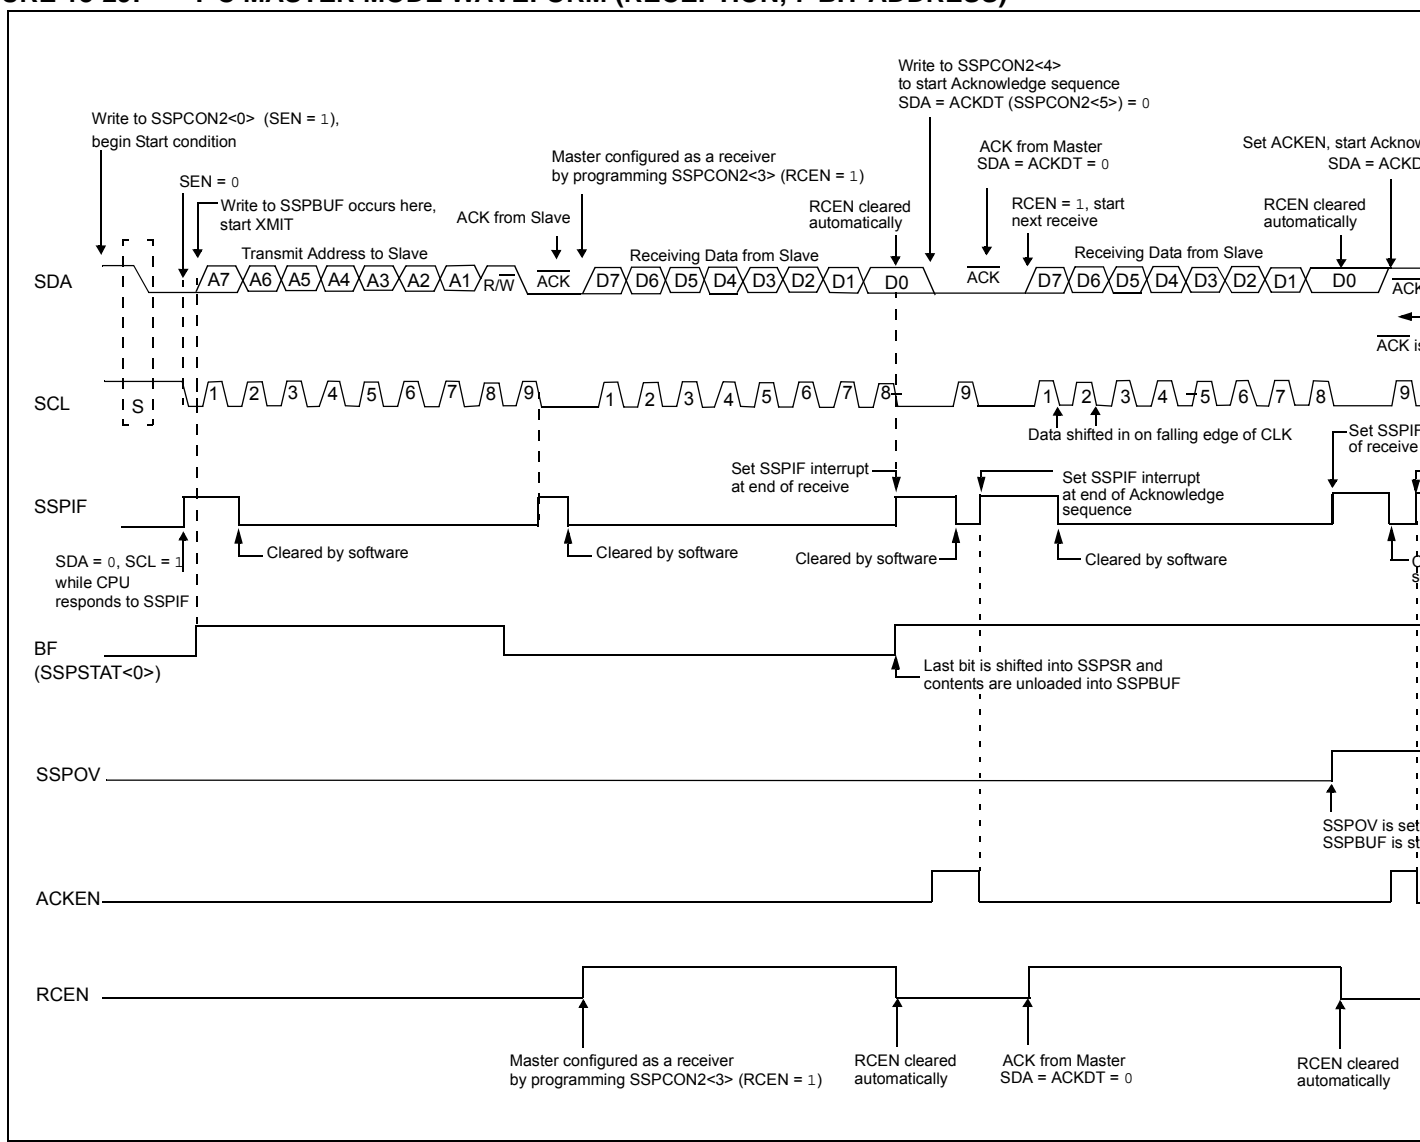 MASTER MODE WAVEFORM (RECEPTION, 7-BIT ADDRESS)
Write to SSPCON2<4>
to start Acknowledge sequence
SDA = ACKDT (SSPCON2<5>) = 0
Write to SSPCON2<0> (SEN = 1),
begin Start condition
ACK from Master
SDA = ACKDT = 0
Set ACKEN, start
SDA =
Master configured as a receiver
by programming SSPCON2<3> (RCEN = 1)
SEN = 0
Write to SSPBUF occurs here,
start XMIT
ACK from Slave
RCEN cleared
automatically
RCEN = 1, start
next receive
RCEN cleared
automatically
Transmit Address to Slave
Receiving Data from Slave
Receiving Data from Slave
SDA
A7 A6 A5 A4 A3 A2 A1 R/W ACK D7 D6 D5 D4 D3 D2 D1 D0 ACK D7 D6 D5 D4 D3 D2 D1 D0 ACK
ACK is
SCL
S
1 2 3 4 5 6 7 8 9 1 2 3 4 5 6 7 8 9 1 2 3 4 5 6 7 8 9
Data shifted in on falling edge of CLK
Set SSPIF
of receive
Set SSPIF interrupt
at end of receive
Set SSPIF interrupt
at end of Acknowledge
sequence
SSPIF
Cleared by software
Cleared by software
Cleared by software
Cleared by software
SDA = 0, SCL = 1
while CPU
responds to SSPIF
BF
(SSPSTAT<0>)
Last bit is shifted into SSPSR and
contents are unloaded into SSPBUF
SSPOV
SSPOV is set
SSPBUF is
ACKEN
RCEN
Master configured as a receiver
by programming SSPCON2<3> (RCEN = 1)
RCEN cleared
automatically
ACK from Master
SDA = ACKDT = 0
RCEN cleared
automatically